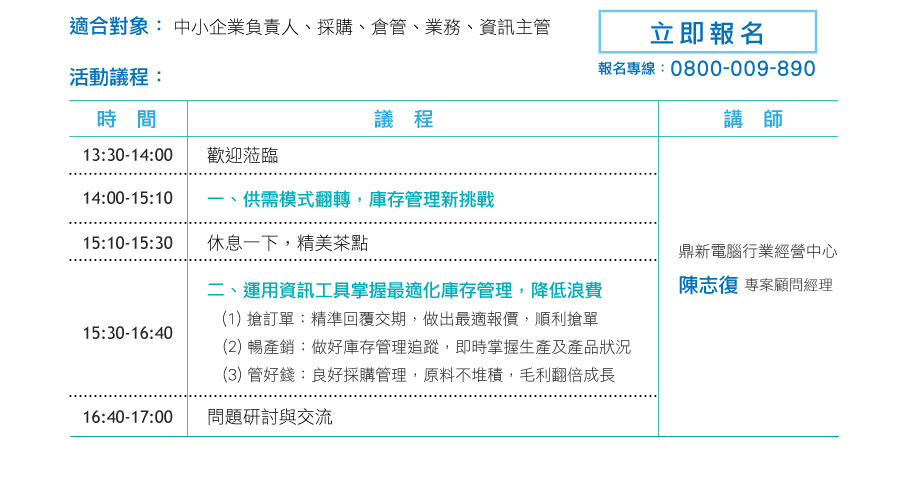 適合對象： 中小企業負責人、採購、倉管、業務、資訊主管
立即報名
報名專線：0800-009-890
活動議程：
時 間 議 程 講 師
13:30-14:00 歡迎蒞臨
14:00-15:10 一、供需模式翻轉，庫存管理新挑戰
15:10-15:30 休息一下，精美茶點
鼎新電腦行業經營中心
陳志復 專案顧問經理
15:30-16:40 二、運用資訊工具掌握最適化庫存管理，降低浪費
(1) 搶訂單：精準回覆交期，做出最適報價，順利搶單
(2) 暢產銷：做好庫存管理追蹤，即時掌握生產及產品狀況
(3) 管好錢：良好採購管理，原料不堆積，毛利翻倍成長
16:40-17:00 問題研討與交流